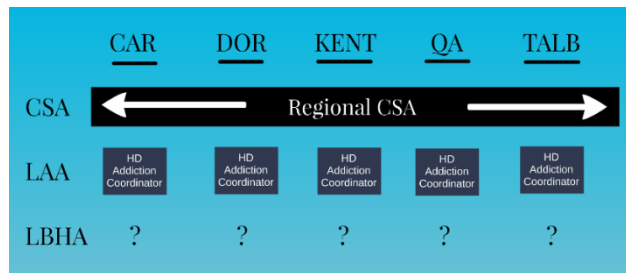 CAR DOR KENT QA TALB
CSA Regional CSA
LAA
HD Addiction Coordinator
HD Addiction Coordinator
HD Addiction Coordinator
HD Addiction Coordinator
HD Addiction Coordinator
LBHA ? ? ? ? ?